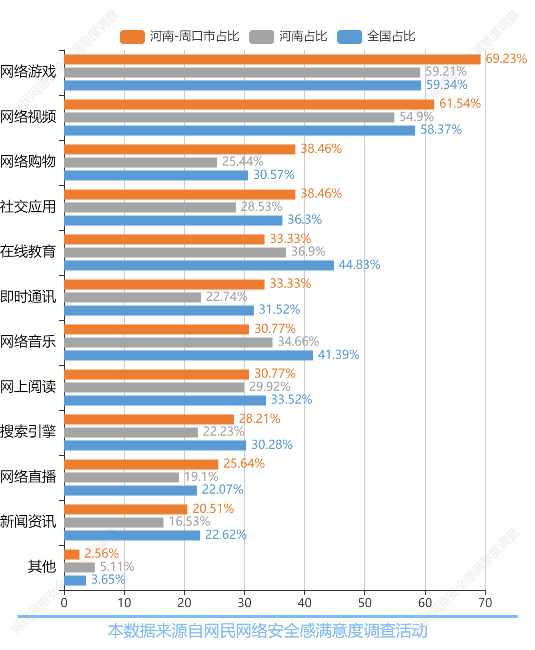 河南-周口市占比 河南占比 全国占比
网络游戏 69.23% 59.21% 59.34%
网络视频 61.54% 54.9% 58.37%
网络购物 38.46% 25.44% 30.57%
社交应用 38.46% 28.53% 36.3%
在线教育 33.33% 36.9% 44.83%
即时通讯 33.33% 22.74% 31.52%
网络音乐 30.77% 34.66% 41.39%
网上阅读 30.77% 29.92% 33.52%
搜索引擎 28.21% 22.23% 30.28%
网络直播 25.64% 19.1% 22.07%
新闻资讯 20.51% 16.53% 22.62%
其他 2.56% 5.11% 3.65%
0 10 20 30 40 50 60 70
本数据来源自网民网络安全感满意度调查活动